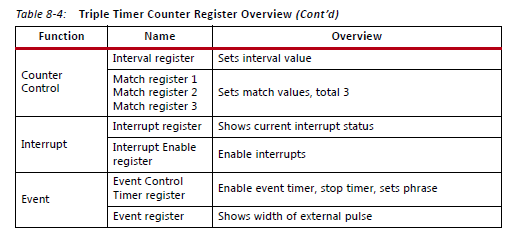 Table 8-4: Triple Timer Counter Register Overview (Cont'd)
Function Name Overview
Counter
Control
Interval register Sets interval value
Match register 1
Match register 2
Match register 3
Sets match values, total 3
Interrupt
Interrupt register Shows current interrupt status
Interrupt Enable
register
Enable interrupts
Event
Event Control
Timer register
Enable event timer, stop timer, sets phrase
Event register Shows width of external pulse